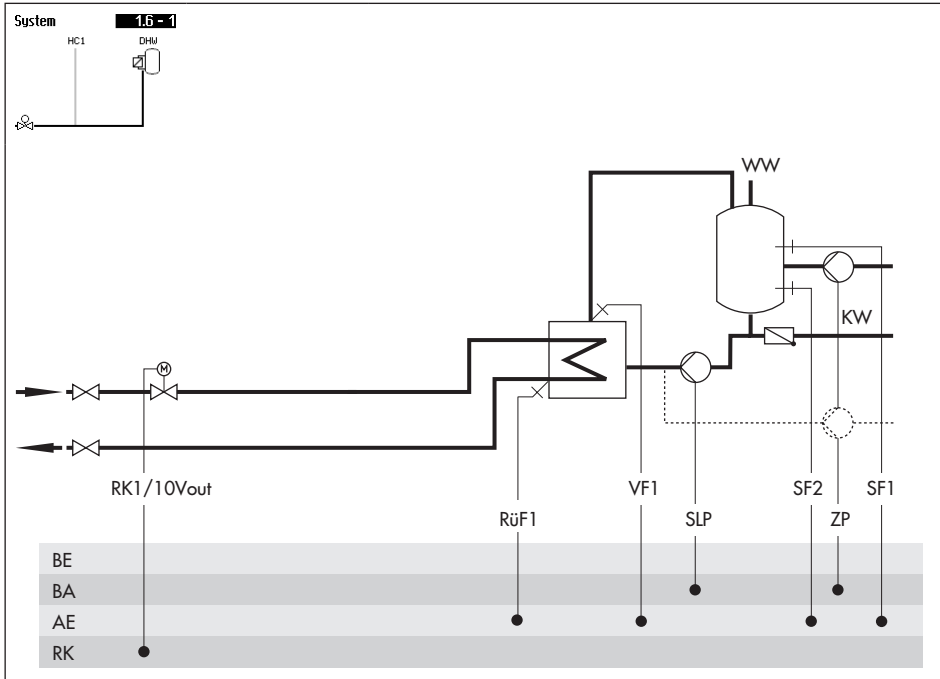 System 1.6 - 1
HC1 DHW
WW
KW
M
RK1/10Vout VF1 SF2 SF1
RüF1 SLP ZP
BE
BA
AE
RK